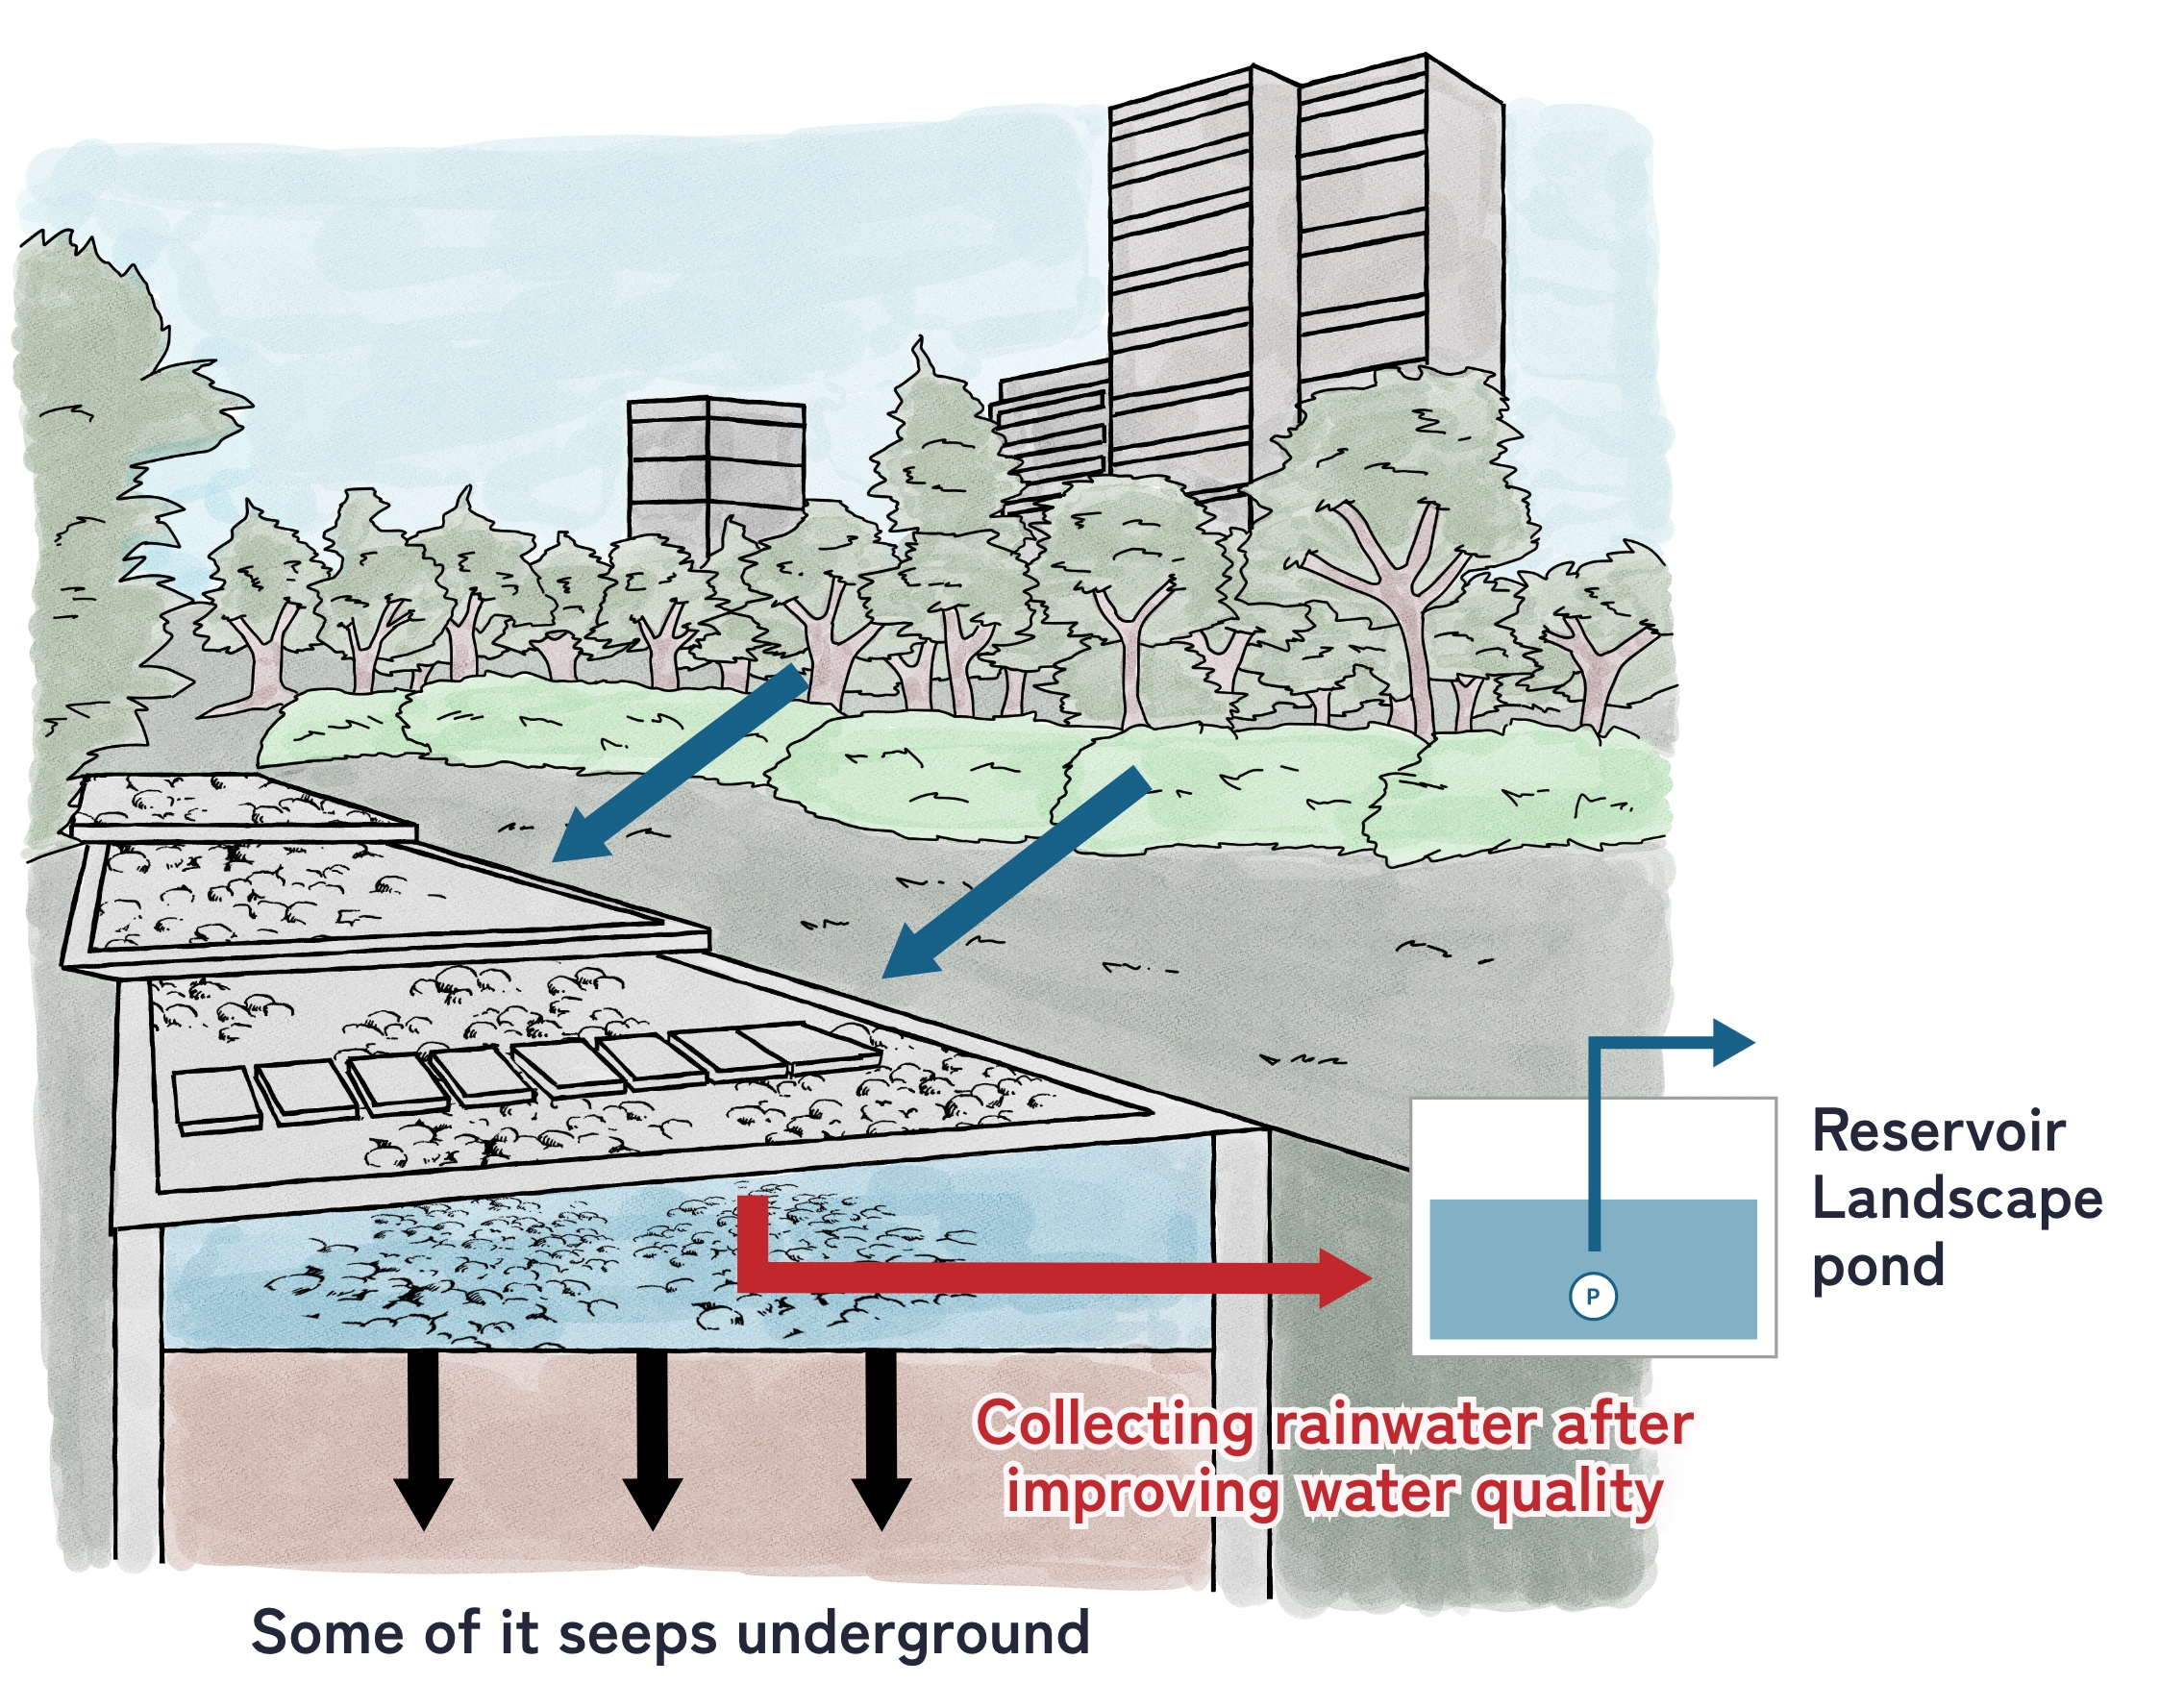 Reservoir
Landscape
pond
P
Collecting rainwater after
improving water quality
Some of it seeps underground